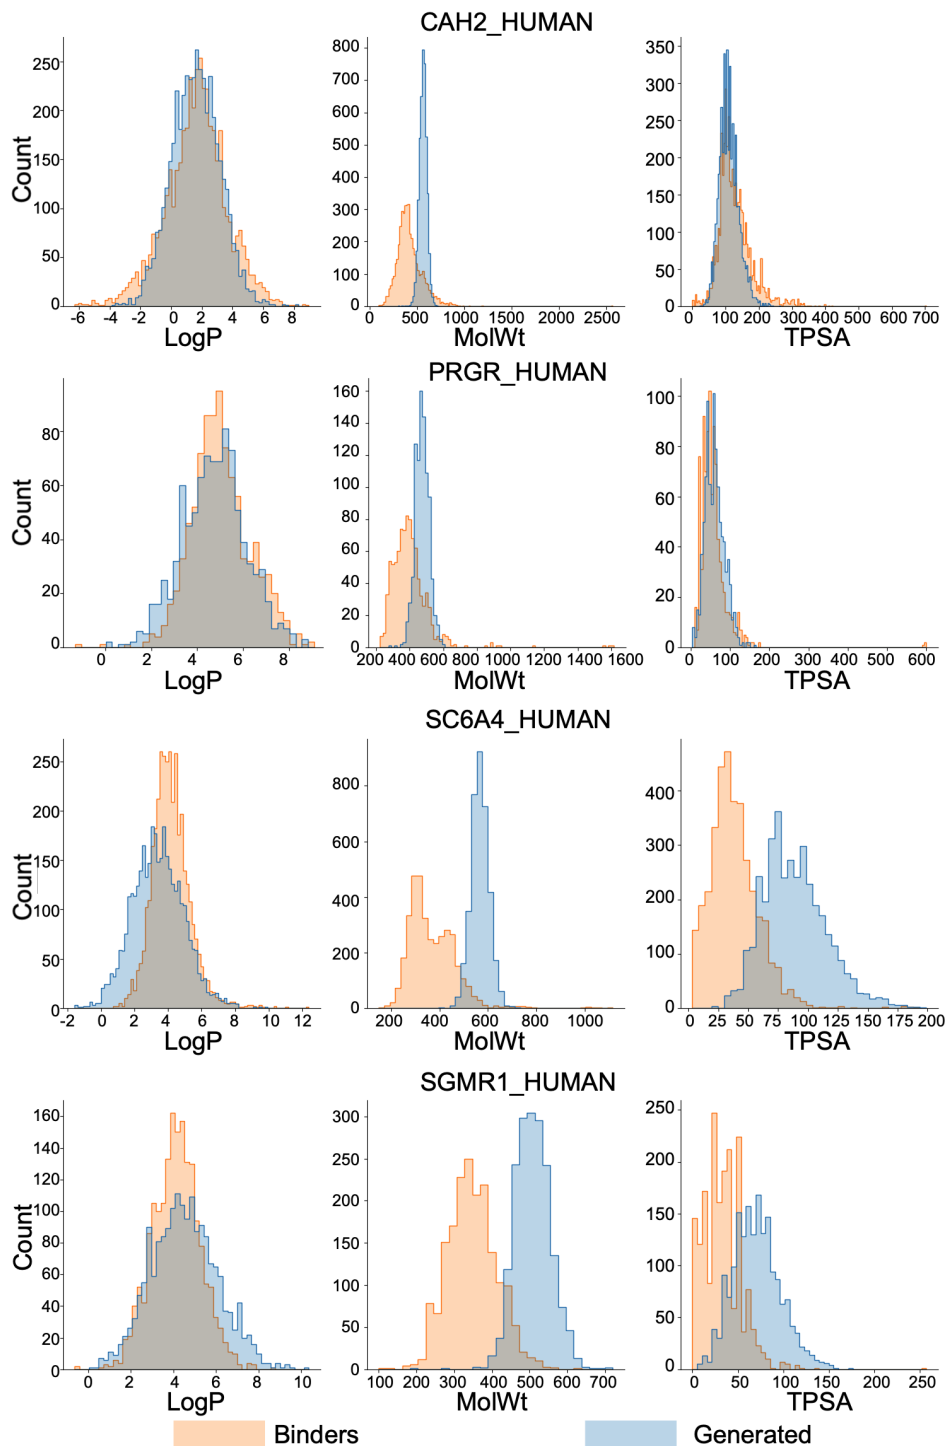 CAH2_HUMAN
Count
250
200
150
100
50
0
-6 -4 -2 0 2 4 6 8
LogP
800
700
600
500
400
300
200
100
0
0 500 1000 1500 2000 2500
MolWt
350
300
250
200
150
100
50
0
0 100 200 300 400 500 600 700
TPSA
PRGR_HUMAN
Count
80
60
40
20
0
0 2 4 6 8
LogP
160
140
120
100
80
60
40
20
0
200 400 600 800 1000 1200 1400 1600
MolWt
100
80
60
40
20
0
0 100 200 300 400 500 600
TPSA
SC6A4_HUMAN
Count
250
200
150
100
50
0
-2 0 2 4 6 8 10 12
LogP
800
600
400
200
0
200 400 600 800 1000
MolWt
400
300
200
100
0
0 25 50 75 100 125 150 175 200
TPSA
SGMR1_HUMAN
Count
160
140
120
100
80
60
40
20
0
0 2 4 6 8 10
LogP
300
250
200
150
100
50
0
100 200 300 400 500 600 700
MolWt
250
200
150
100
50
0
0 50 100 150 200 250
TPSA
Binders
Generated